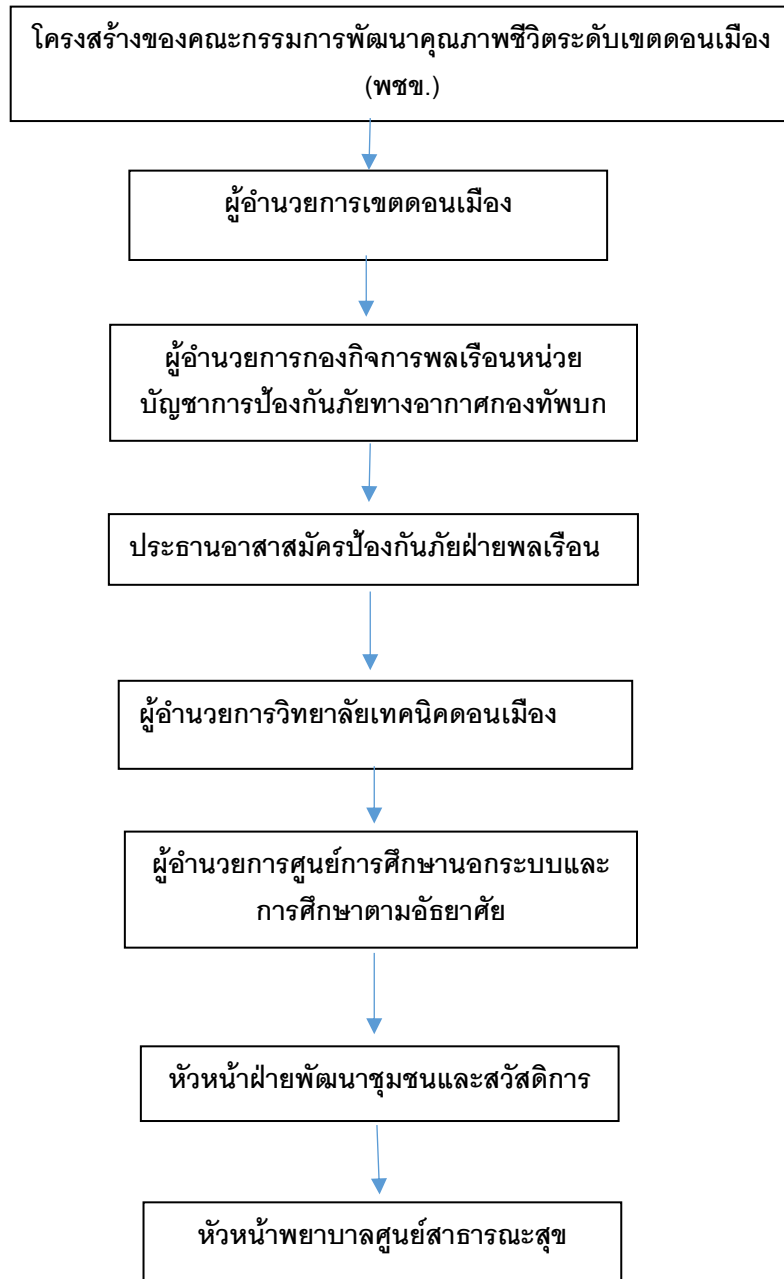 โครงสร้างของคณะกรรมการพัฒนาคุณภาพชีวิตระดับเขตดอนเมือง
(พชข.)
ผู้อำนวยการเขตดอนเมือง
ผู้อำนวยการกองกิจการพลเรือนหน่วย
บัญชาการป้องกันภัยทางอากาศกองทัพบก
ประธานอาสาสมัครป้องกันภัยฝ่ายพลเรือน
ผู้อำนวยการวิทยาลัยเทคนิคดอนเมือง
ผู้อำนวยการศูนย์การศึกษานอกระบบและ
การศึกษาตามอัธยาศัย
หัวหน้าฝ่ายพัฒนาชุมชนและสวัสดิการ
หัวหน้าพยาบาลศูนย์สาธารณะสุข